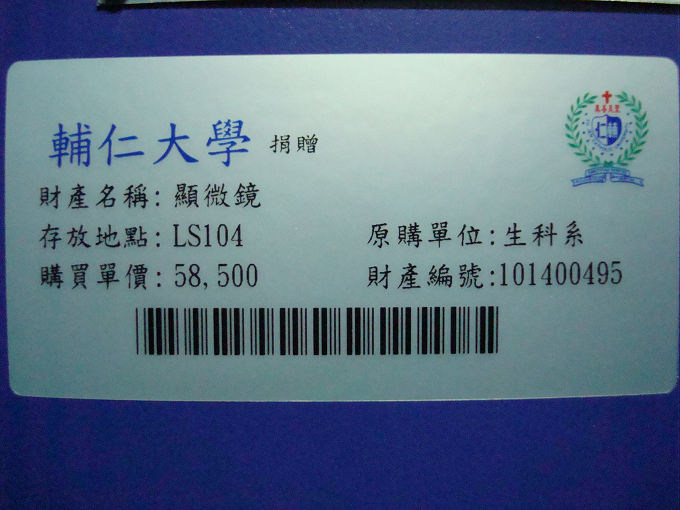 輔仁大學 捐贈
財產名稱: 顯微鏡
存放地點: LS104 原購單位: 生科系
購買單價: 58,500 財產編號: 101400495